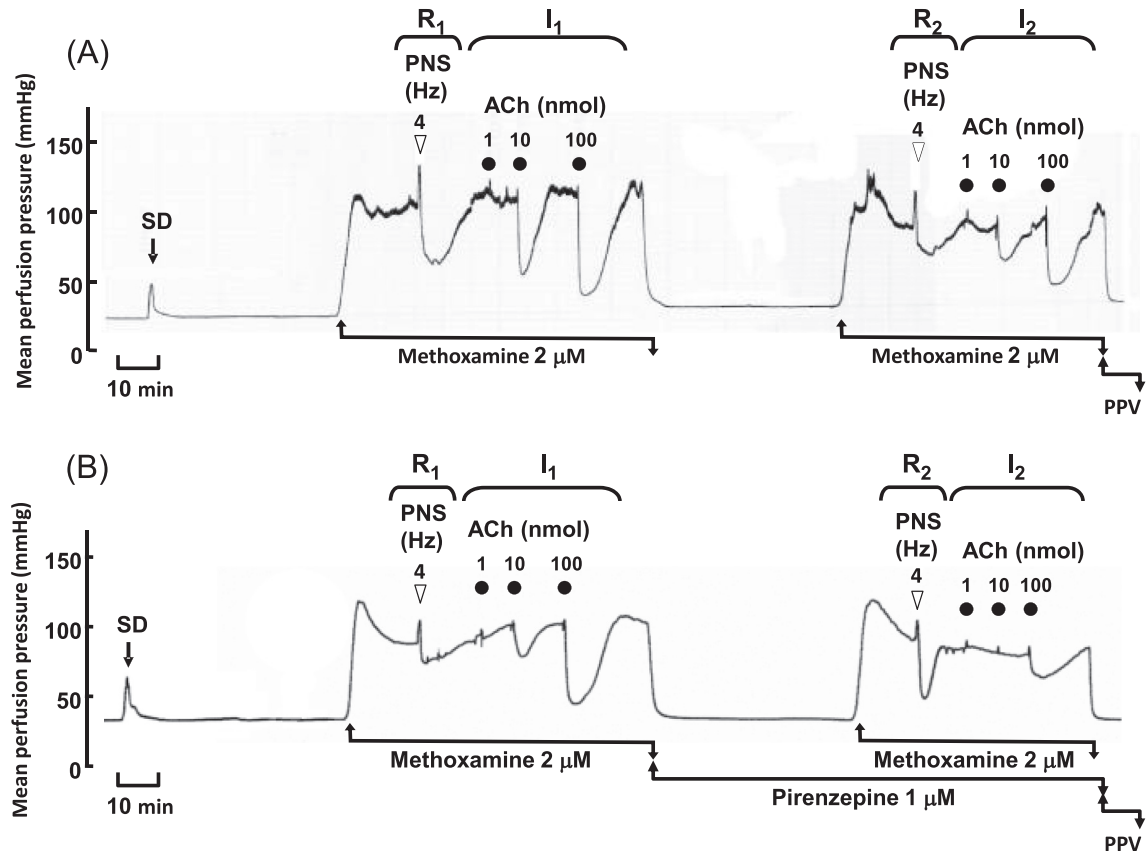 (A)
R₁ I₁ R₂ I₂
PNS
(Hz)
ACh (nmol)
4 1 10 100
PNS
(Hz)
ACh (nmol)
4 1 10 100
Mean perfusion pressure (mmHg)
150
100
50
0
SD
Methoxamine 2 μM
Methoxamine 2 μM
10 min
PPV
(B)
R₁ I₁ R₂ I₂
PNS
(Hz)
ACh (nmol)
4 1 10 100
PNS
(Hz)
ACh (nmol)
4 1 10 100
Mean perfusion pressure (mmHg)
150
100
50
0
SD
Methoxamine 2 μM
Methoxamine 2 μM
10 min
Pirenzepine 1 μM
PPV